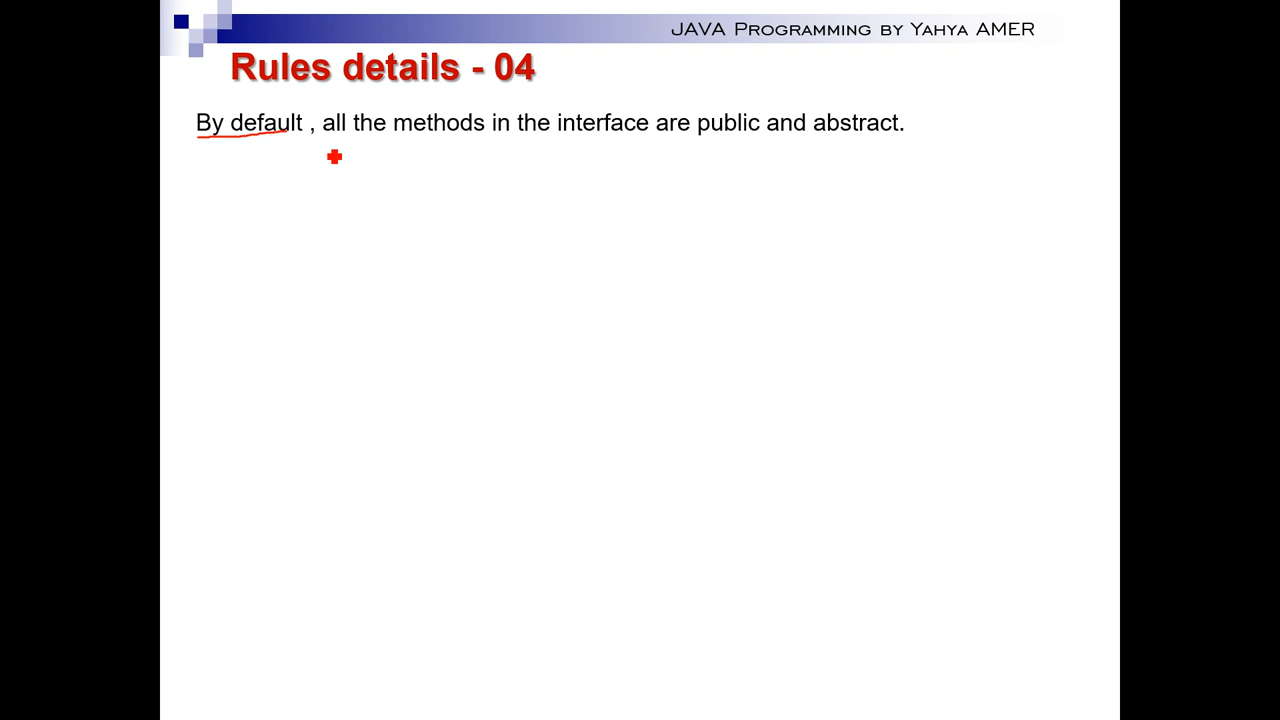 JAVA Programming by Yahya AMER
Rules details - 04
By default , all the methods in the interface are public and abstract.